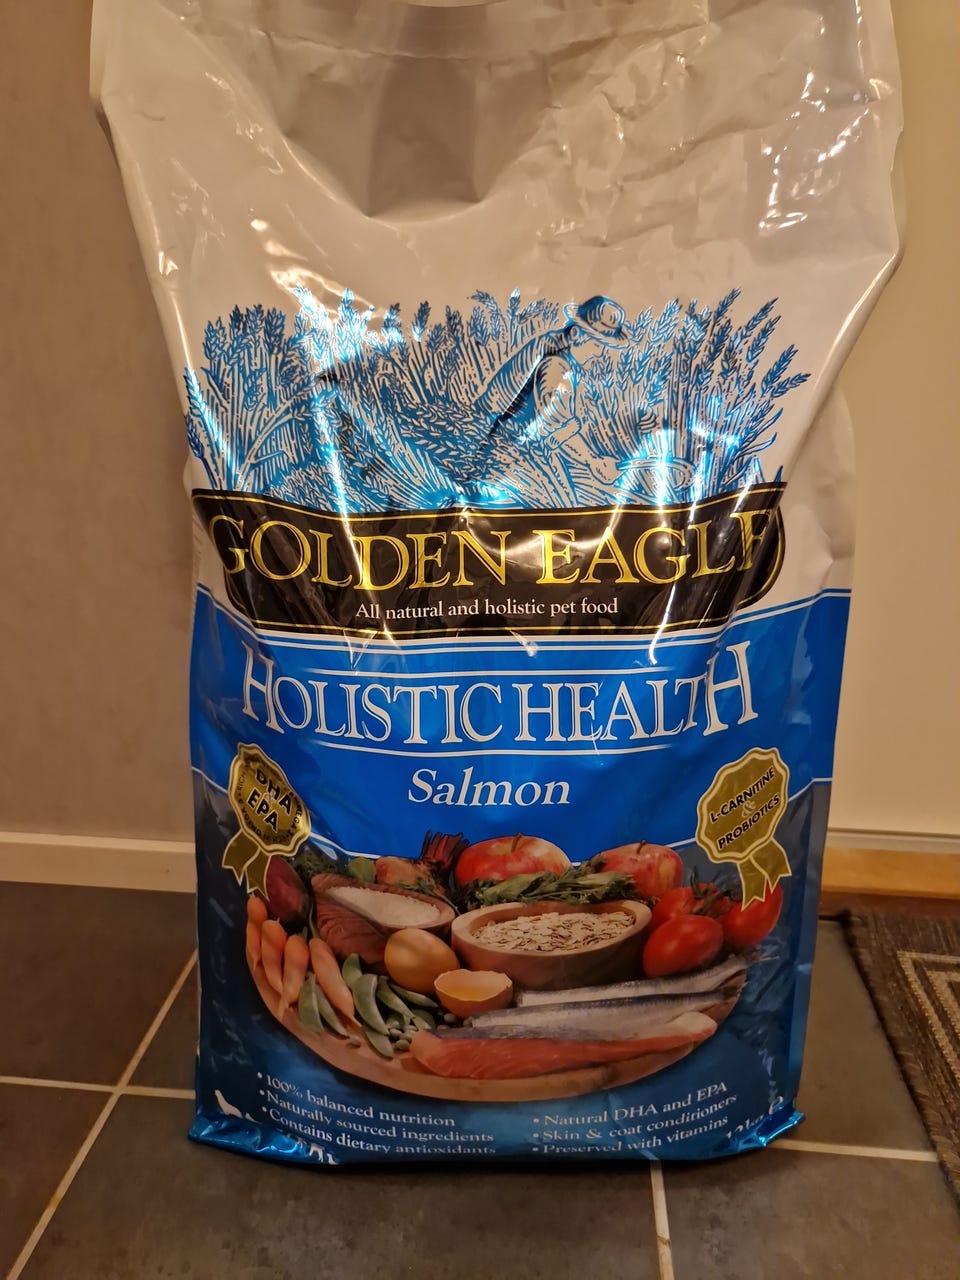 GOLDEN EAGLE
All natural and holistic pet food
HOLISTIC HEALTH
Salmon
DHA
EPA
L-CARNITINE
&
PROBIOTICS
• 100% balanced nutrition
• Naturally sourced ingredients
• Contains dietary antioxidants
• Natural DHA and EPA
• Skin & coat conditioners
• Preserved with vitamins